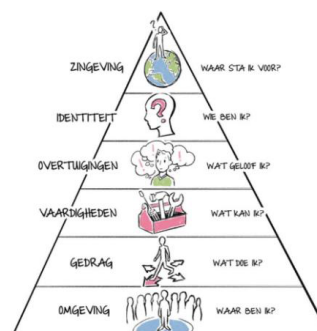 ZINGEVING WAAR STA IK VOOR?
IDENTITEIT WIE BEN IK?
OVERTUIGINGEN WAT GELOOF IK?
VAARDIGHEDEN WAT KAN IK?
GEDRAG WAT DOE IK?
OMGEVING WAAR BEN IK?